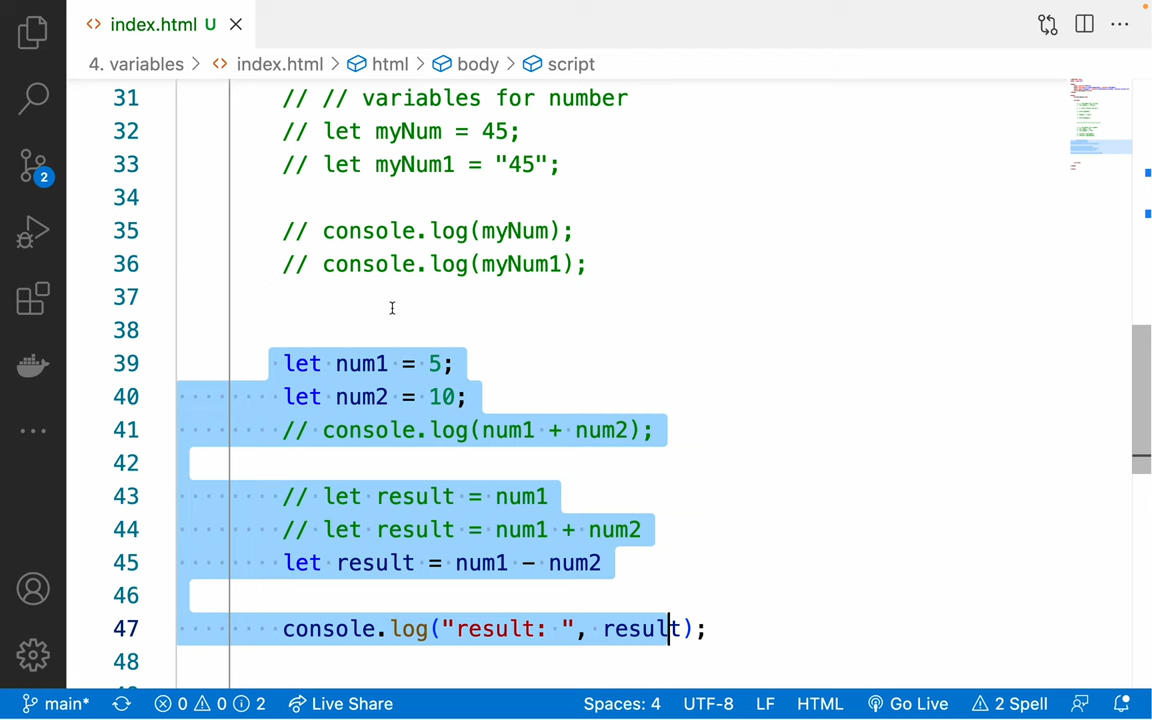 index.html U
4. variables > index.html > html > body > script
31 // // variables for number
32 // let myNum = 45;
33 // let myNum1 = "45";
34
35 // console.log(myNum);
36 // console.log(myNum1);
37
38
39 let num1 = 5;
40 let num2 = 10;
41 // console.log(num1 + num2);
42
43 // let result = num1
44 // let result = num1 + num2
45 let result = num1 - num2
46
47 console.log("result: ", result);
48
2
main* 0 0 2 Live Share Spaces: 4 UTF-8 LF HTML Go Live 2 Spell